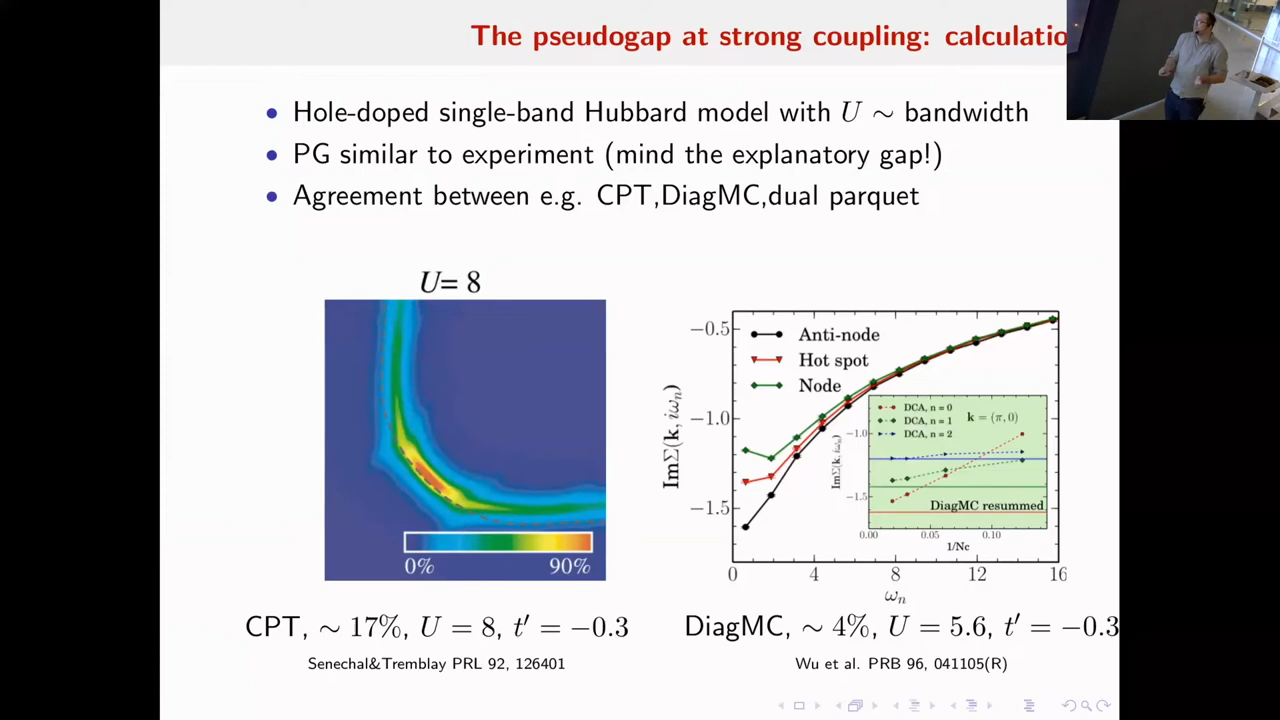 The pseudogap at strong coupling: calculatio
• Hole-doped single-band Hubbard model with U ∼ bandwidth
• PG similar to experiment (mind the explanatory gap!)
• Agreement between e.g. CPT,DiagMC,dual parquet
U= 8
0% 90%
CPT, ∼ 17%, U = 8, t′ = −0.3
Senechal&Tremblay PRL 92, 126401
Anti-node
Hot spot
Node
ImΣ(k, iωn)
−0.5
−1.0
−1.5
0 4 8 12 16
ωn
DCA, n = 0
DCA, n = 1
DCA, n = 2
k = (π, 0)
ImΣ(k, iωn)
−1.0
−1.5
DiagMC resummed
0.00 0.05 0.10
1/Nc
DiagMC, ∼ 4%, U = 5.6, t′ = −0.3
Wu et al. PRB 96, 041105(R)